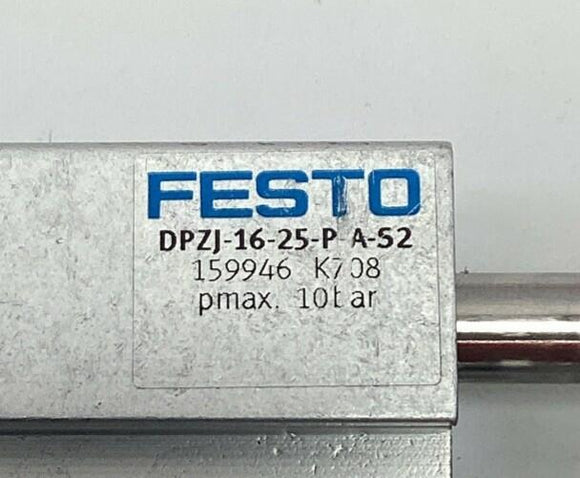 FESTO
DPZJ-16-25-P-A-S2
159946 K708
pmax. 10bar